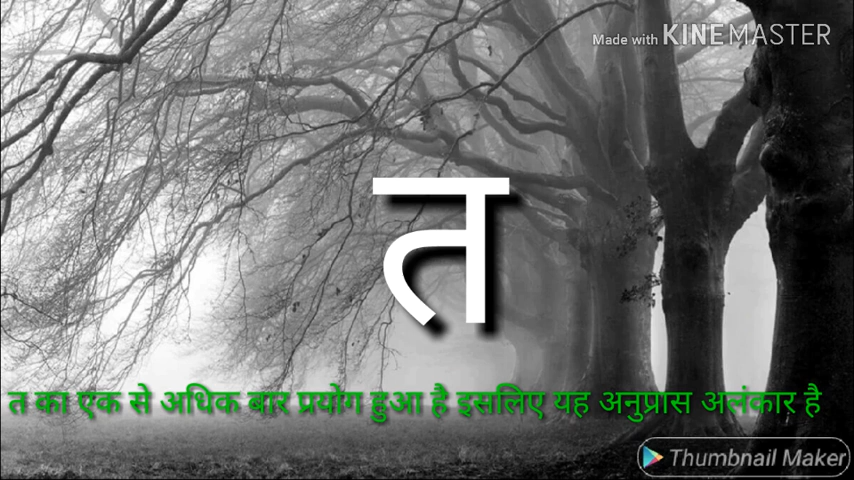 Made with KINEMASTER
त
त का एक से अधिक बार प्रयोग हुआ है इसलिए यह अनुप्रास अलंकार है
Thumbnail Maker